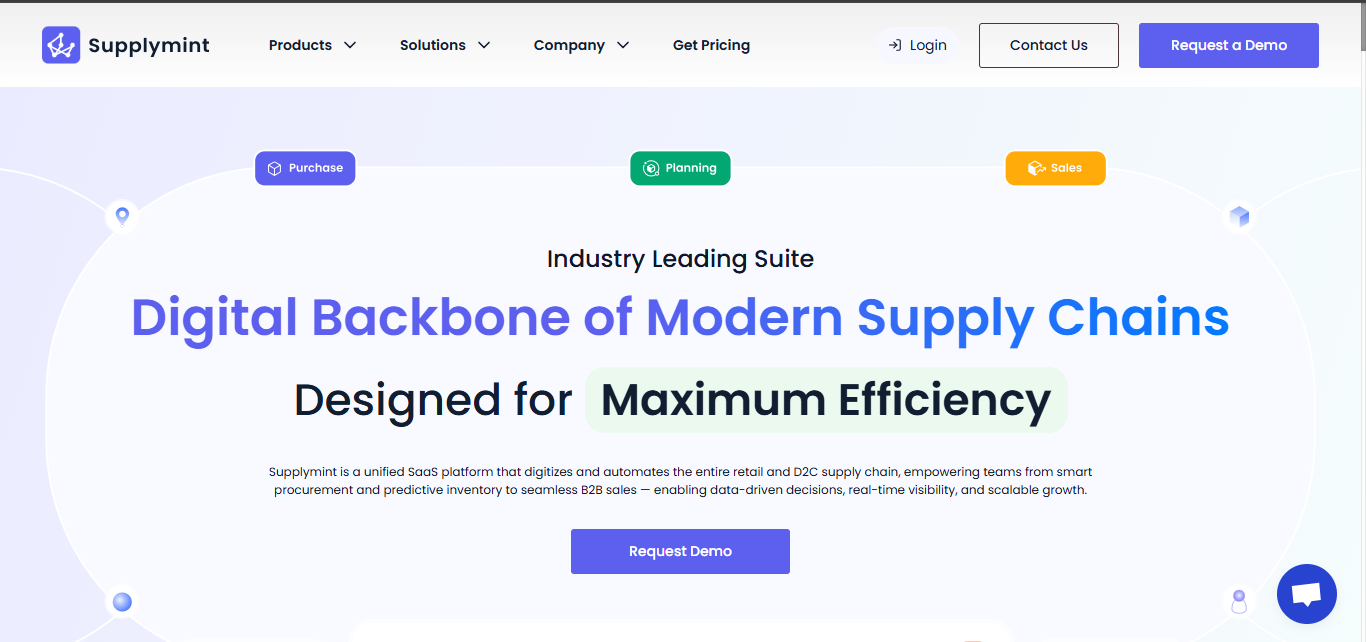 Supplymint
Products
Solutions
Company
Get Pricing
Login
Contact Us
Request a Demo
Purchase
Planning
Sales
Industry Leading Suite
Digital Backbone of Modern Supply Chains
Designed for Maximum Efficiency
Supplymint is a unified SaaS platform that digitizes and automates the entire retail and D2C supply chain, empowering teams from smart
procurement and predictive inventory to seamless B2B sales — enabling data-driven decisions, real-time visibility, and scalable growth.
Request Demo